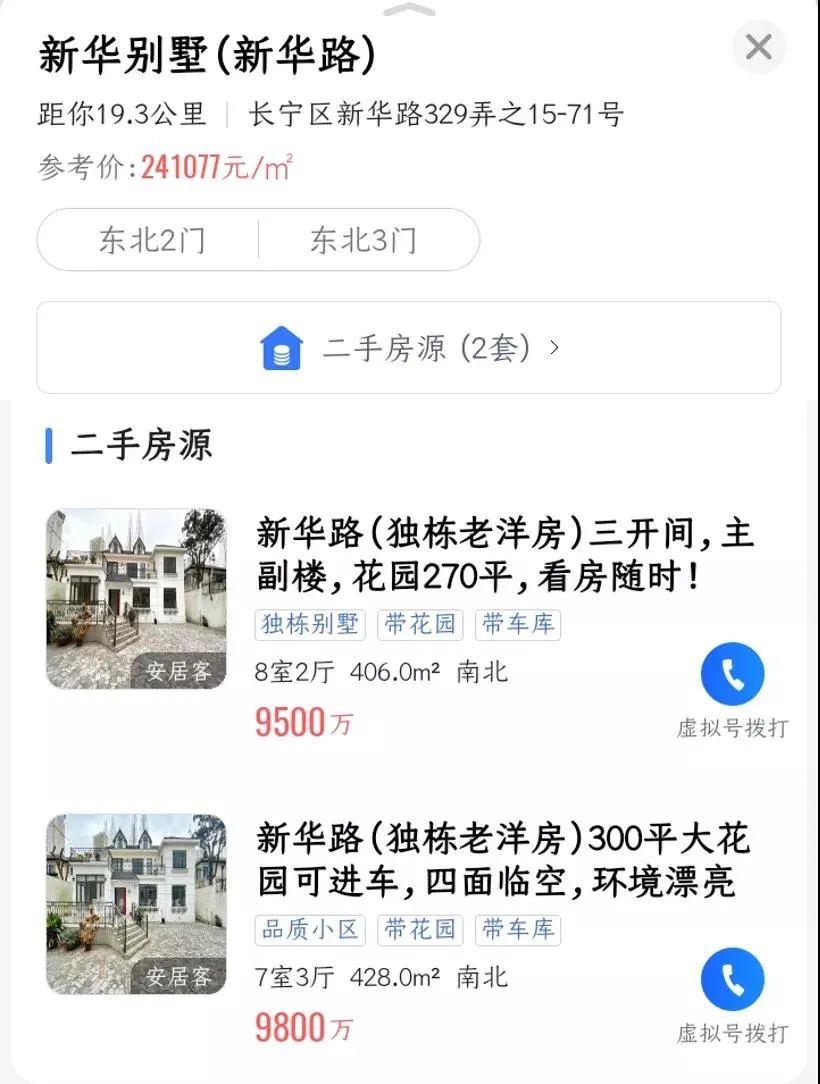 新华别墅(新华路)
距你19.3公里 | 长宁区新华路329弄之15-71号
参考价:241077元/㎡
东北2门 | 东北3门
二手房源 (2套) >
二手房源
新华路(独栋老洋房)三开间,主
副楼,花园270平,看房随时!
独栋别墅 带花园 带车库
8室2厅 406.0m² 南北
安居客
9500万
虚拟号拨打
新华路(独栋老洋房)300平大花
园可进车,四面临空,环境漂亮
品质小区 带花园 带车库
7室3厅 428.0m² 南北
安居客
9800万
虚拟号拨打